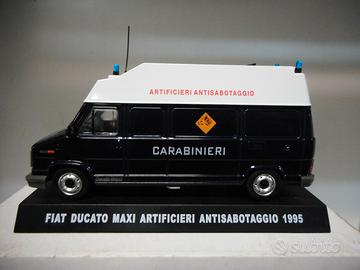 ARTIFICIERI ANTISABOTAGGIO
CARABINIERI
FIAT DUCATO MAXI ARTIFICIERI ANTISABOTAGGIO 1995
subito